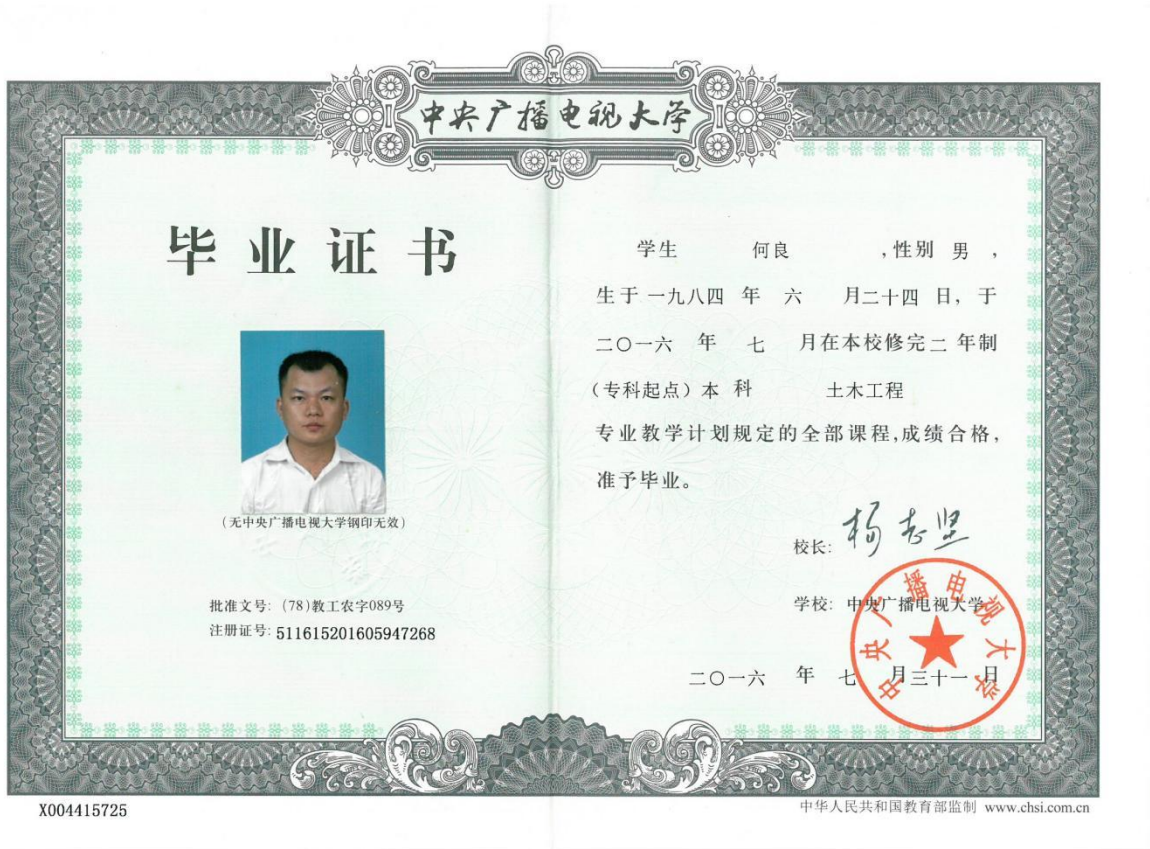 中央广播电视大学
毕业证书
(无中央广播电视大学钢印无效)
批准文号: (78)教工农字089号
注册证号: 511615201605947268
学生 何良 ,性别 男 ,
生于一九八四 年 六 月二十四 日, 于
二〇一六 年 七 月在本校修完二 年制
(专科起点) 本 科 土木工程
专业教学计划规定的全部课程,成绩合格,
准予毕业。
校长: 杨志坚
学校: 中央广播电视大学
中央广播电视大学
二〇一六 年 七 月三十一 日
X004415725
中华人民共和国教育部监制 www.chsi.com.cn